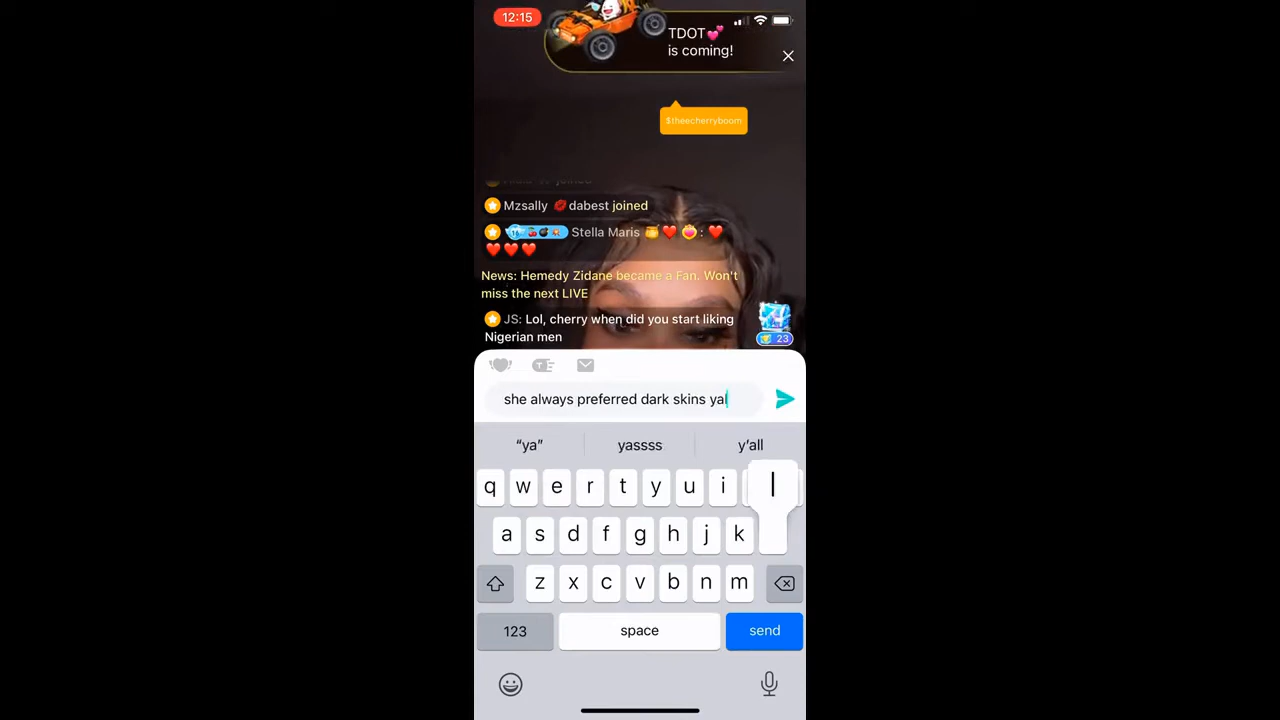 12:15
TDOT💕
is coming!
$theecherryboom
joined
Mzsally 💋dabest joined
Stella Maris 🍯❤️😍: ❤️
❤️❤️❤️
News: Hemedy Zidane became a Fan. Won't
miss the next LIVE
JS: Lol, cherry when did you start liking
Nigerian men
23
she always preferred dark skins yal
“ya” yassss y’all
q w e r t y u i l
a s d f g h j k
z x c v b n m
123 space send